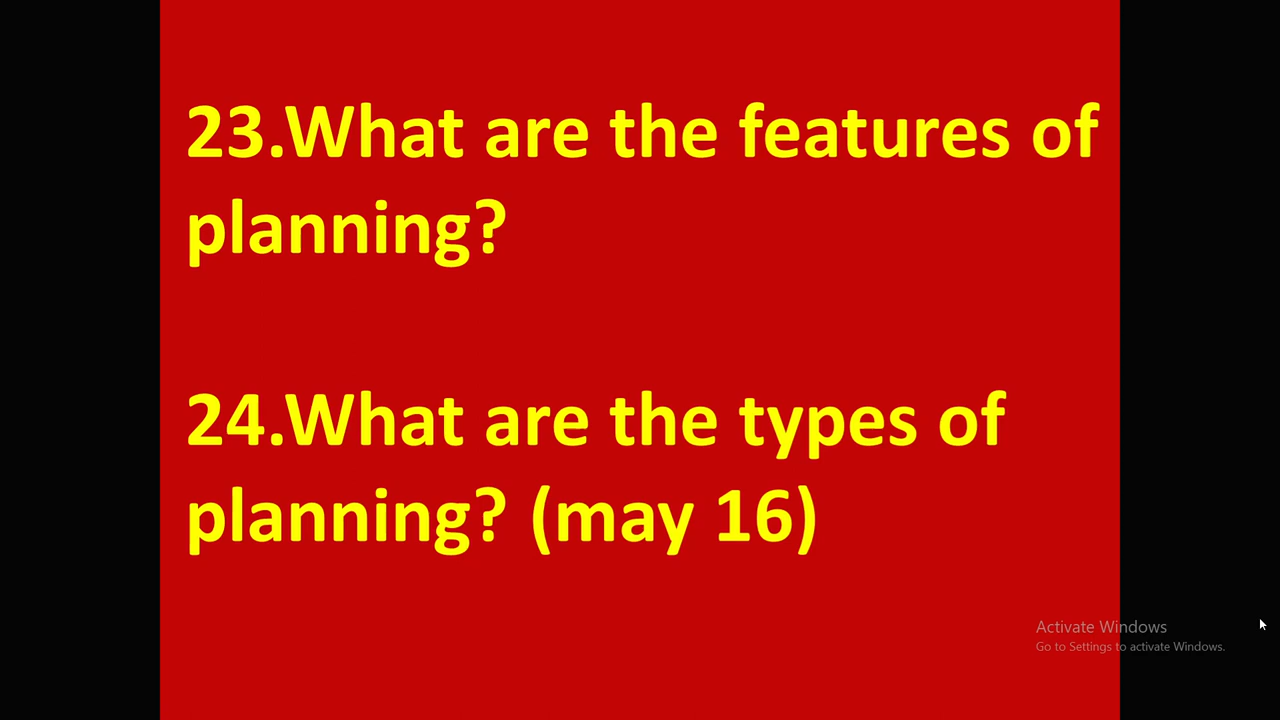 23.What are the features of
planning?
24.What are the types of
planning? (may 16)
Activate Windows
Go to Settings to activate Windows.